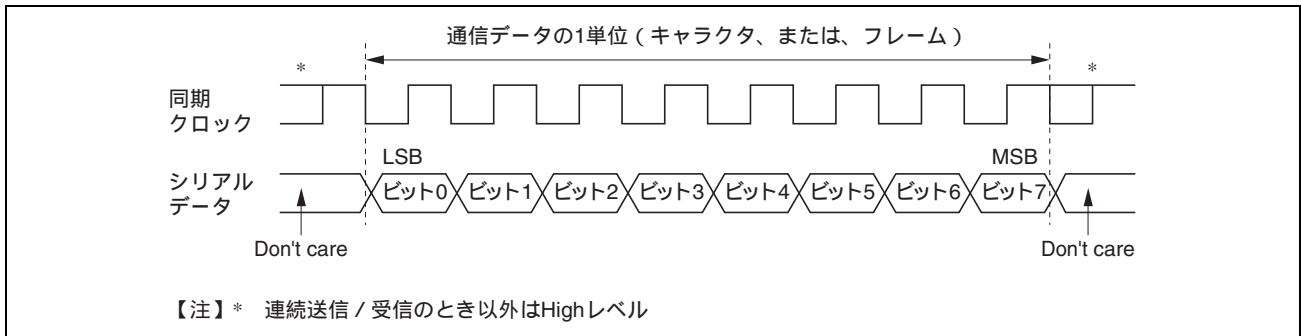 通信データの1単位（キャラクタ、または、フレーム）
* *
同期
クロック
LSB MSB
シリアル
データ
ビット0 ビット1 ビット2 ビット3 ビット4 ビット5 ビット6 ビット7
Don't care Don't care
【注】* 連続送信／受信のとき以外はHighレベル